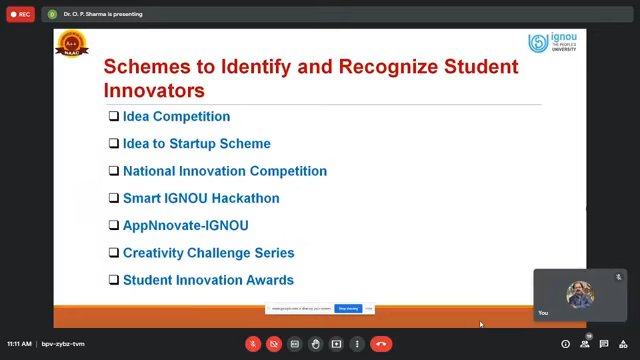 REC
D
Dr. O. P. Sharma is presenting
A++
NAAC
ignou
THE PEOPLE'S
UNIVERSITY
Schemes to Identify and Recognize Student
Innovators
Idea Competition
Idea to Startup Scheme
National Innovation Competition
Smart IGNOU Hackathon
AppNnovate-IGNOU
Creativity Challenge Series
Student Innovation Awards
Stop sharing
Hide
You
11:11 AM
bpv-zybz-tvm